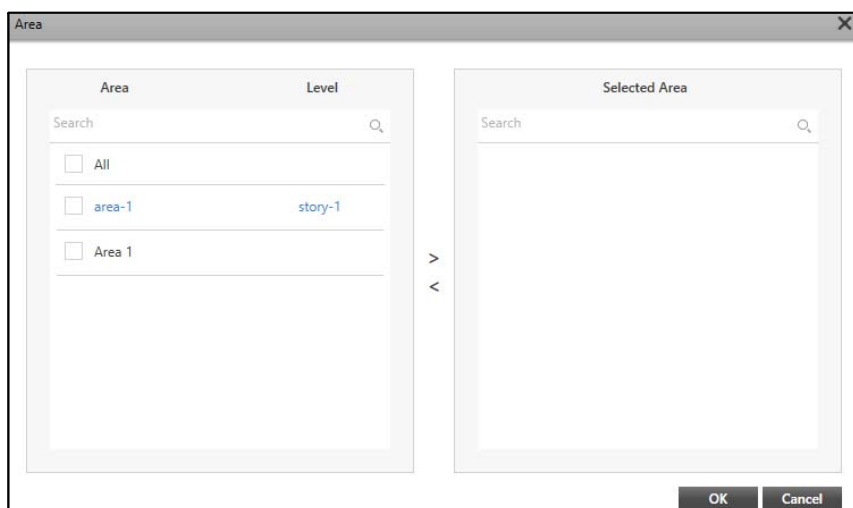 Area
Area Level
Search
All
area-1 story-1
Area 1
>
<
Selected Area
Search
OK Cancel